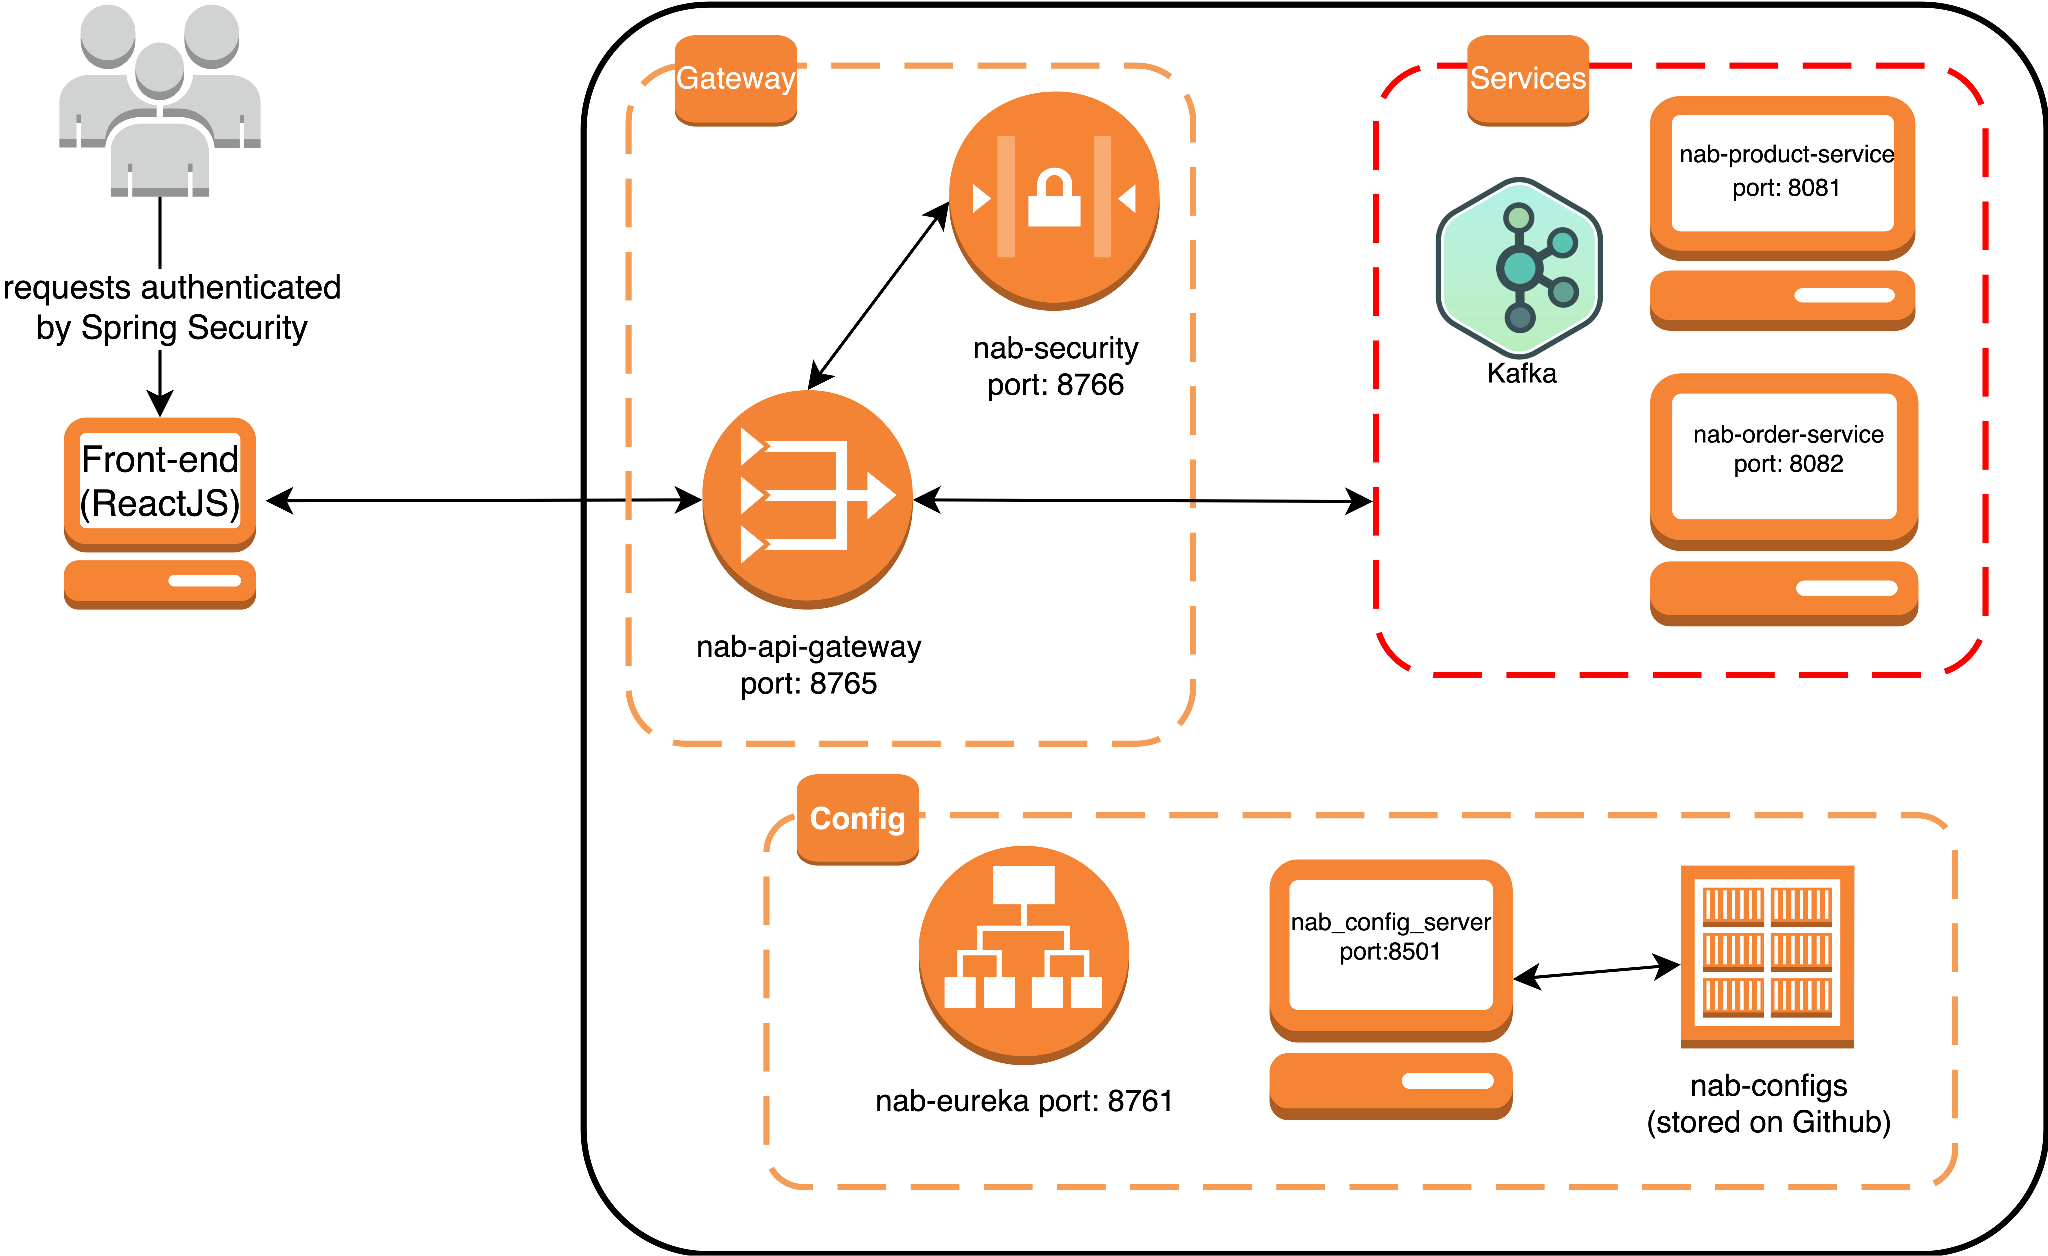 requests authenticated
by Spring Security
Front-end
(ReactJS)
Gateway
nab-security
port: 8766
nab-api-gateway
port: 8765
Services
Kafka
nab-product-service
port: 8081
nab-order-service
port: 8082
Config
nab-eureka port: 8761
nab_config_server
port:8501
nab-configs
(stored on Github)